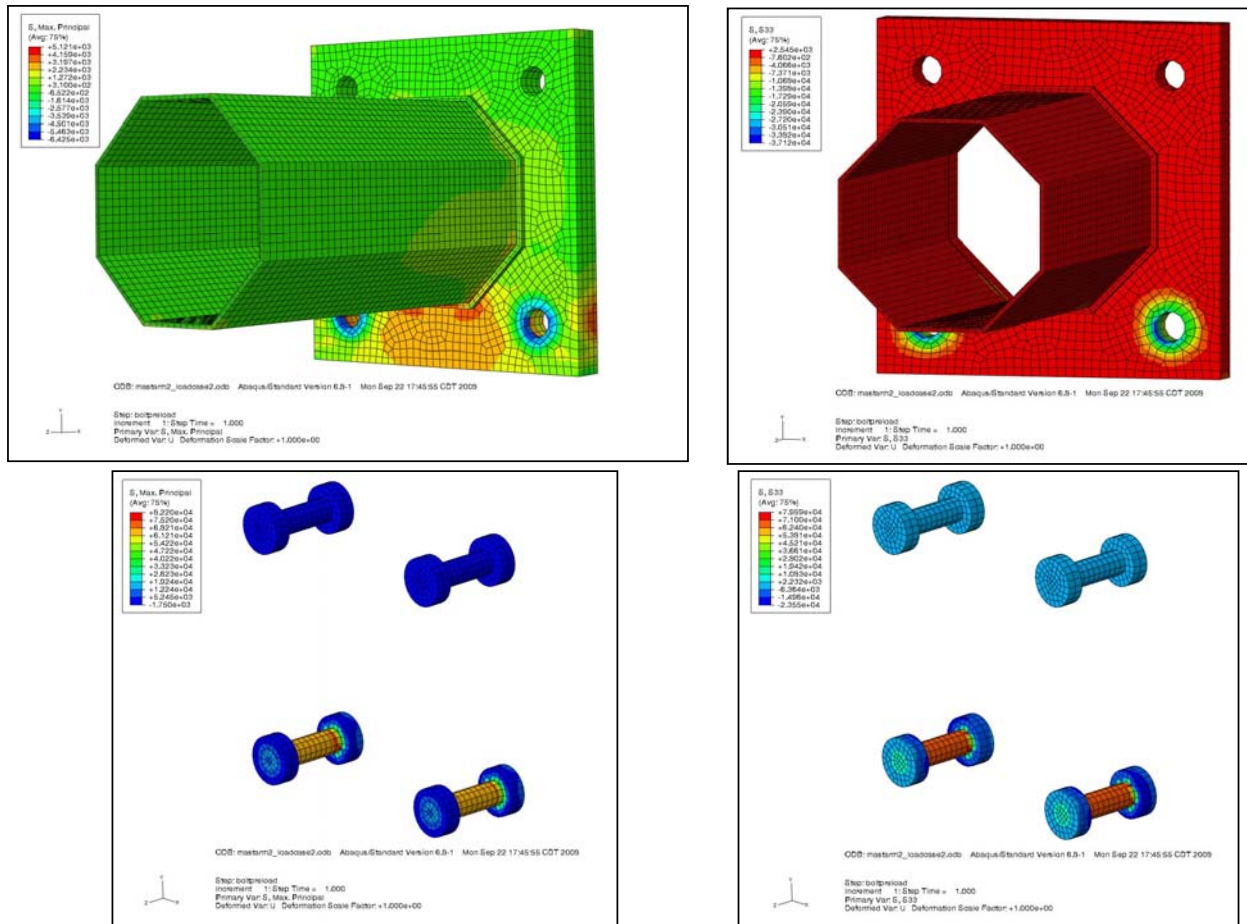 S, Max. Principal
(Avg: 75%)
+5.121e+03
+4.159e+03
+3.197e+03
+2.234e+03
+1.272e+03
+3.100e+02
-6.522e+02
-1.614e+03
-2.577e+03
-3.539e+03
-4.501e+03
-5.463e+03
-6.425e+03
Y
Z X
ODB: mastarm2_loadcase2.odb Abaqus/Standard Version 6.8-1 Mon Sep 22 17:45:55 CDT 2008
Step: boltpreload
Increment 1: Step Time = 1.000
Primary Var: S, Max. Principal
Deformed Var: U Deformation Scale Factor: +1.000e+00
S, S33
(Avg: 75%)
+2.545e+03
-7.602e+02
-4.066e+03
-7.371e+03
-1.068e+04
-1.398e+04
-1.729e+04
-2.059e+04
-2.390e+04
-2.720e+04
-3.051e+04
-3.382e+04
-3.712e+04
Y
Z X
ODB: mastarm2_loadcase2.odb Abaqus/Standard Version 6.8-1 Mon Sep 22 17:45:55 CDT 2008
Step: boltpreload
Increment 1: Step Time = 1.000
Primary Var: S, S33
Deformed Var: U Deformation Scale Factor: +1.000e+00
S, Max. Principal
(Avg: 75%)
+8.220e+04
+7.520e+04
+6.821e+04
+6.121e+04
+5.422e+04
+4.722e+04
+4.022e+04
+3.323e+04
+2.623e+04
+1.924e+04
+1.224e+04
+5.245e+03
-1.750e+03
Y
Z X
ODB: mastarm2_loadcase2.odb Abaqus/Standard Version 6.8-1 Mon Sep 22 17:45:55 CDT 2008
Step: boltpreload
Increment 1: Step Time = 1.000
Primary Var: S, Max. Principal
Deformed Var: U Deformation Scale Factor: +1.000e+00
S, S33
(Avg: 75%)
+7.959e+04
+7.100e+04
+6.240e+04
+5.381e+04
+4.521e+04
+3.661e+04
+2.802e+04
+1.942e+04
+1.083e+04
+2.232e+03
-6.364e+03
-1.496e+04
-2.355e+04
Y
Z X
ODB: mastarm2_loadcase2.odb Abaqus/Standard Version 6.8-1 Mon Sep 22 17:45:55 CDT 2008
Step: boltpreload
Increment 1: Step Time = 1.000
Primary Var: S, S33
Deformed Var: U Deformation Scale Factor: +1.000e+00